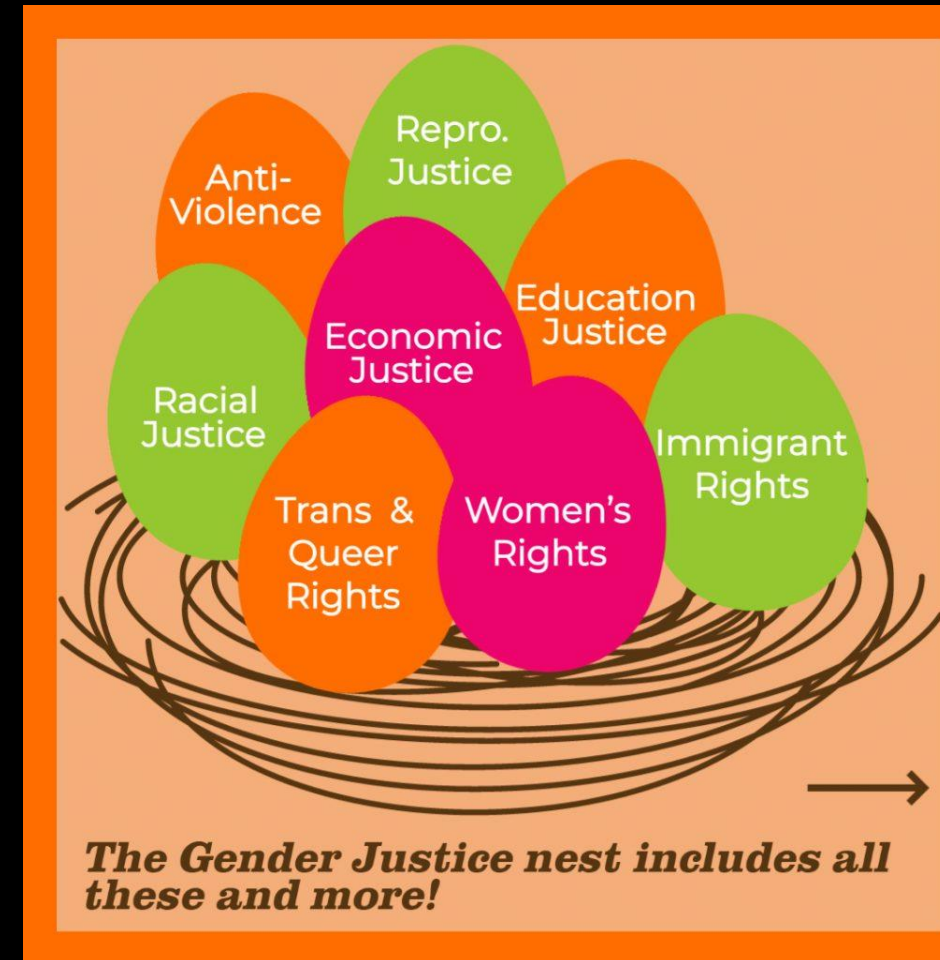 Repro.
Justice
Anti-
Violence
Education
Justice
Economic
Justice
Racial
Justice
Immigrant
Rights
Trans & 
Queer
Rights
Women's
Rights
The Gender Justice nest includes all
these and more!